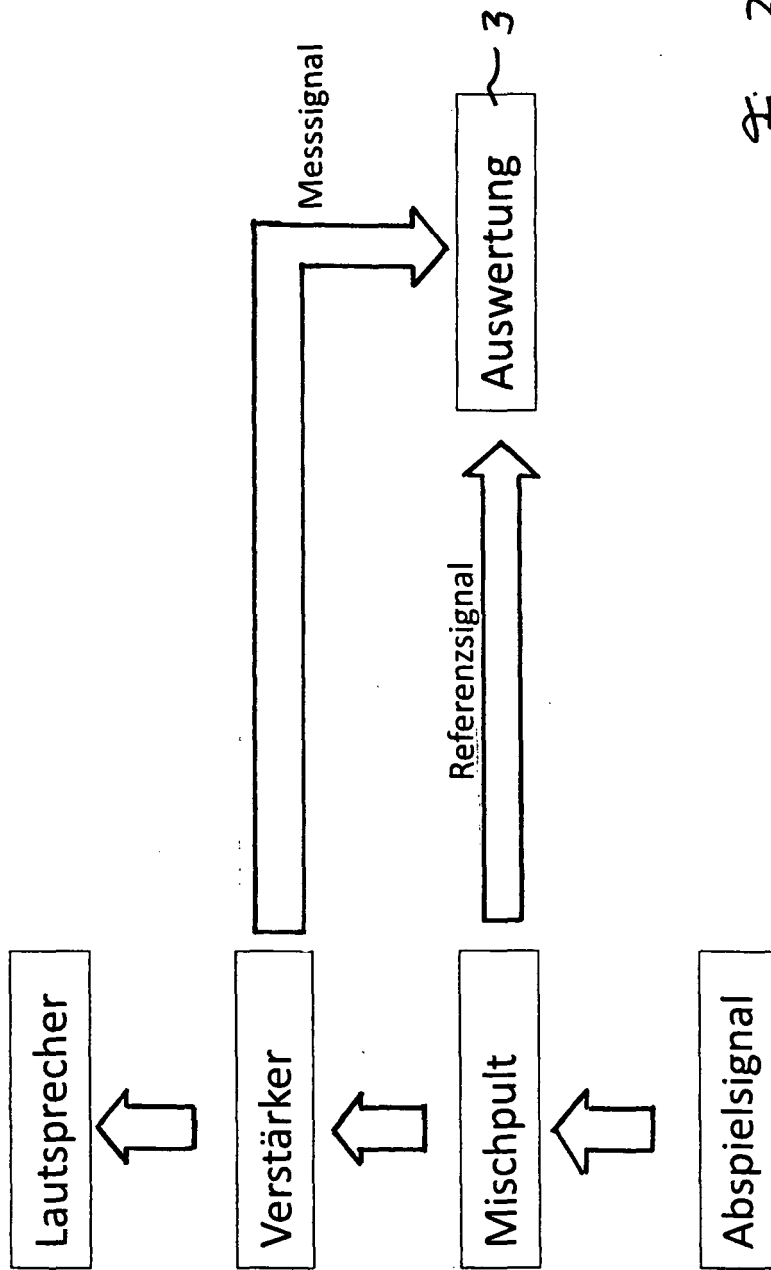 Lautsprecher
Verstärker
Messsignal
Mischpult
Referenzsignal
Auswertung
3
Abspielsignal